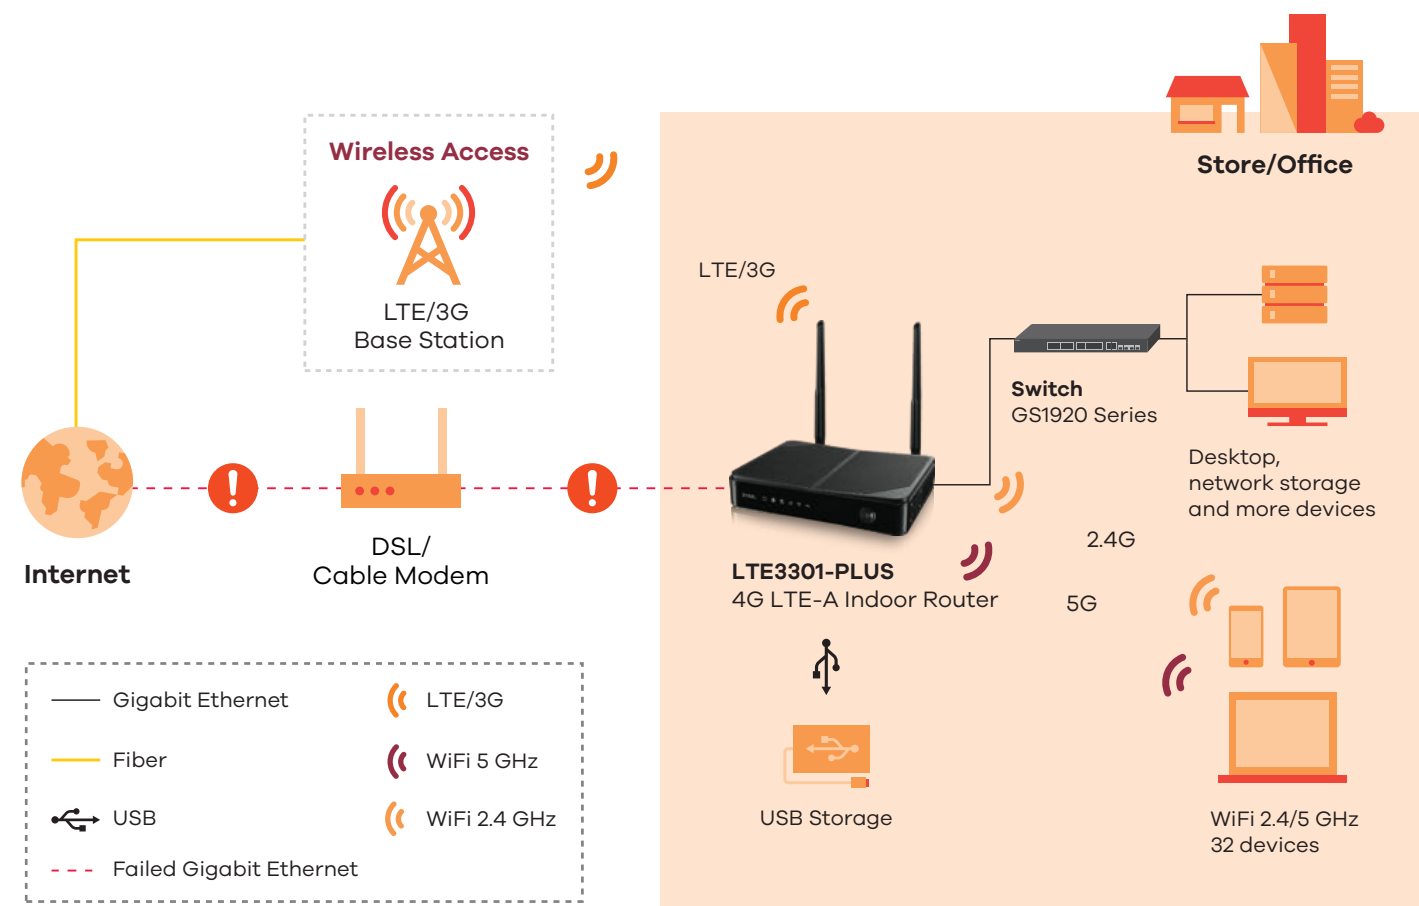 Store/Office
Wireless Access
LTE/3G
Base Station
LTE/3G
Switch
GS1920 Series
Desktop,
network storage
and more devices
Internet
DSL/
Cable Modem
LTE3301-PLUS
4G LTE-A Indoor Router
2.4G
5G
USB Storage
WiFi 2.4/5 GHz
32 devices
Gigabit Ethernet
LTE/3G
Fiber
WiFi 5 GHz
USB
WiFi 2.4 GHz
Failed Gigabit Ethernet